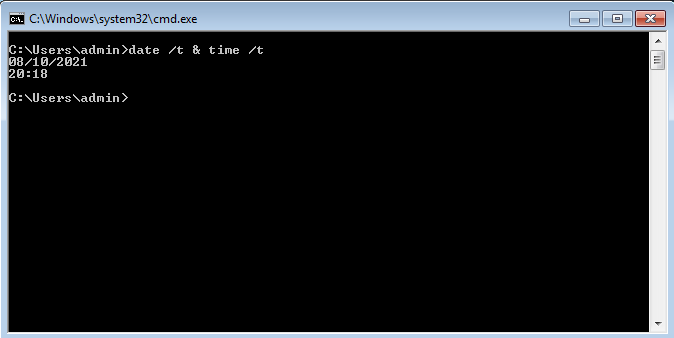 C:\Windows\system32\cmd.exe
C:\Users\admin>date /t & time /t
08/10/2021
20:18
C:\Users\admin>